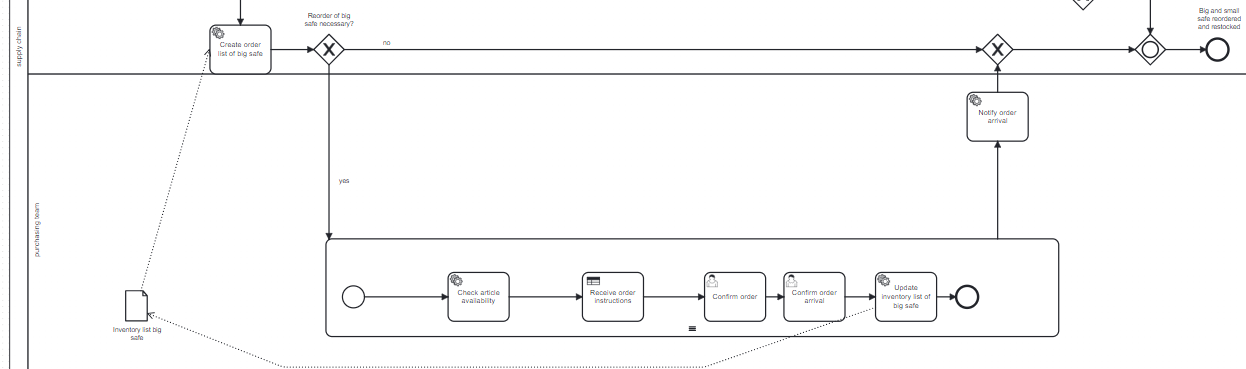 supply chain
Create order
list of big safe
Reorder of big
safe necessary?
no
Big and small
safe reordered
and restocked
Notify order
arrival
yes
purchasing team
Check article
availability
Receive order
instructions
Confirm order
Confirm order
arrival
Update
inventory list of
big safe
Inventory list big
safe